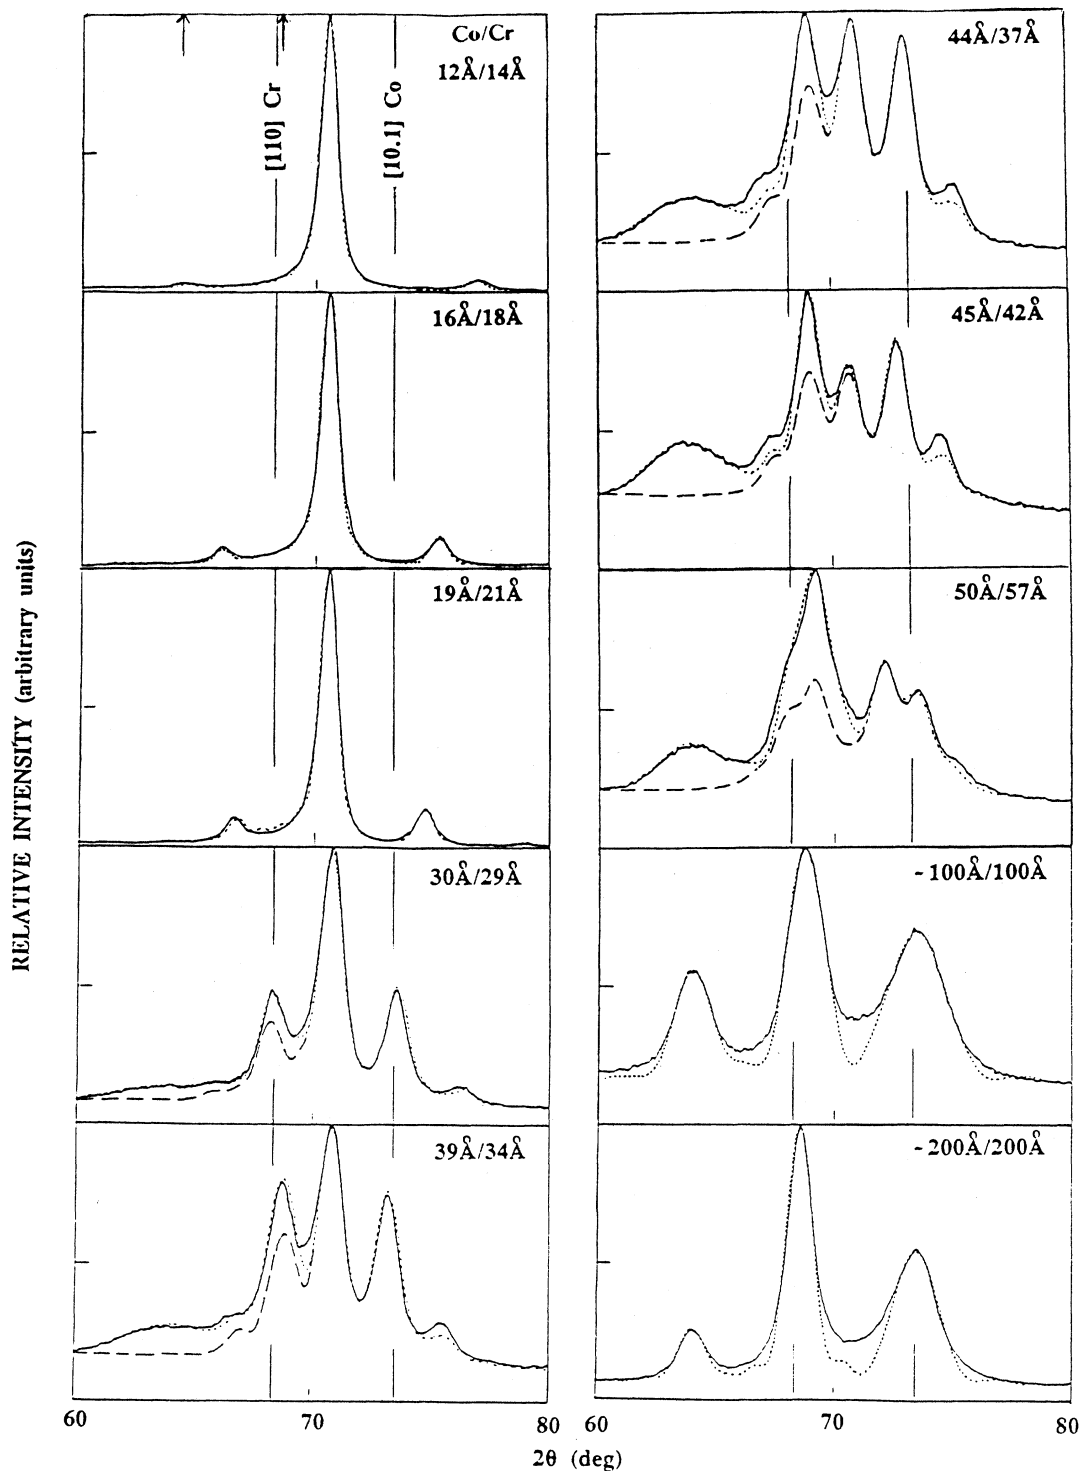 Co/Cr
12Å/14Å
[110] Cr
[10.1] Co
16Å/18Å
19Å/21Å
30Å/29Å
39Å/34Å
44Å/37Å
45Å/42Å
50Å/57Å
~100Å/100Å
~200Å/200Å
RELATIVE INTENSITY (arbitrary units)
60 70 80
60 70 80
2θ (deg)